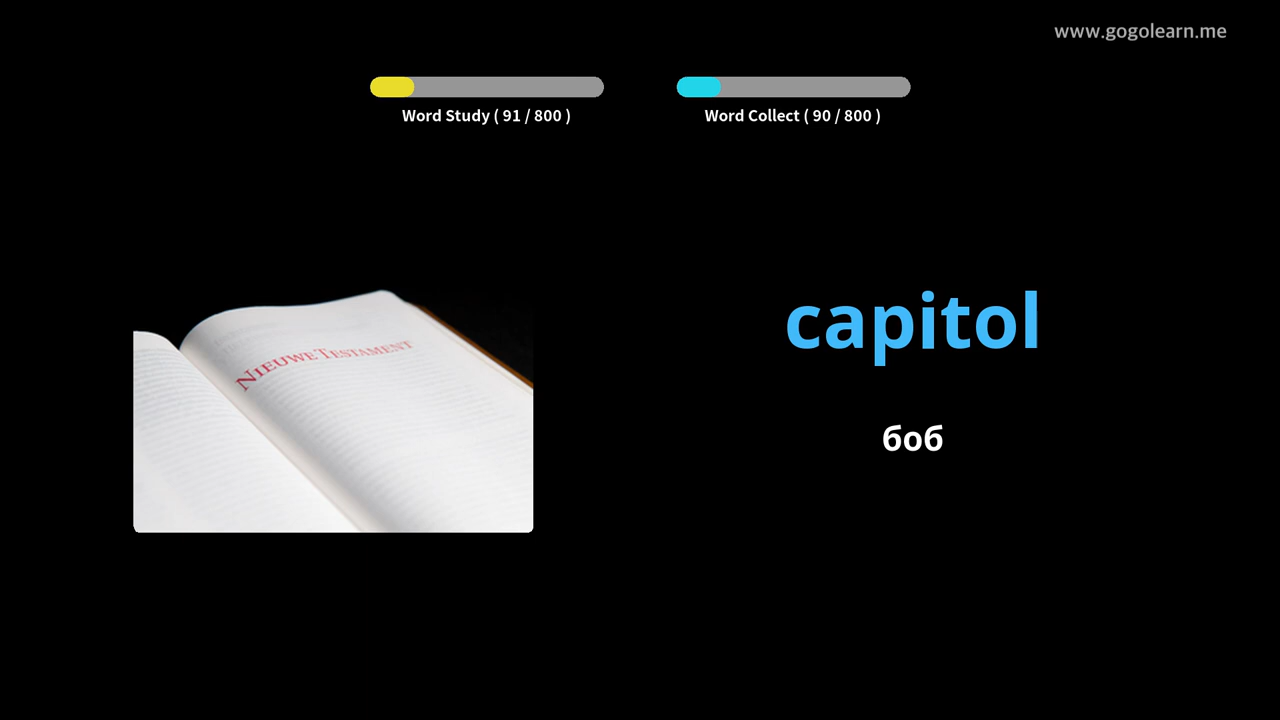 www.gogolearn.me
Word Study ( 91 / 800 )
Word Collect ( 90 / 800 )
NIEUWE TESTAMENT
capitol
боб